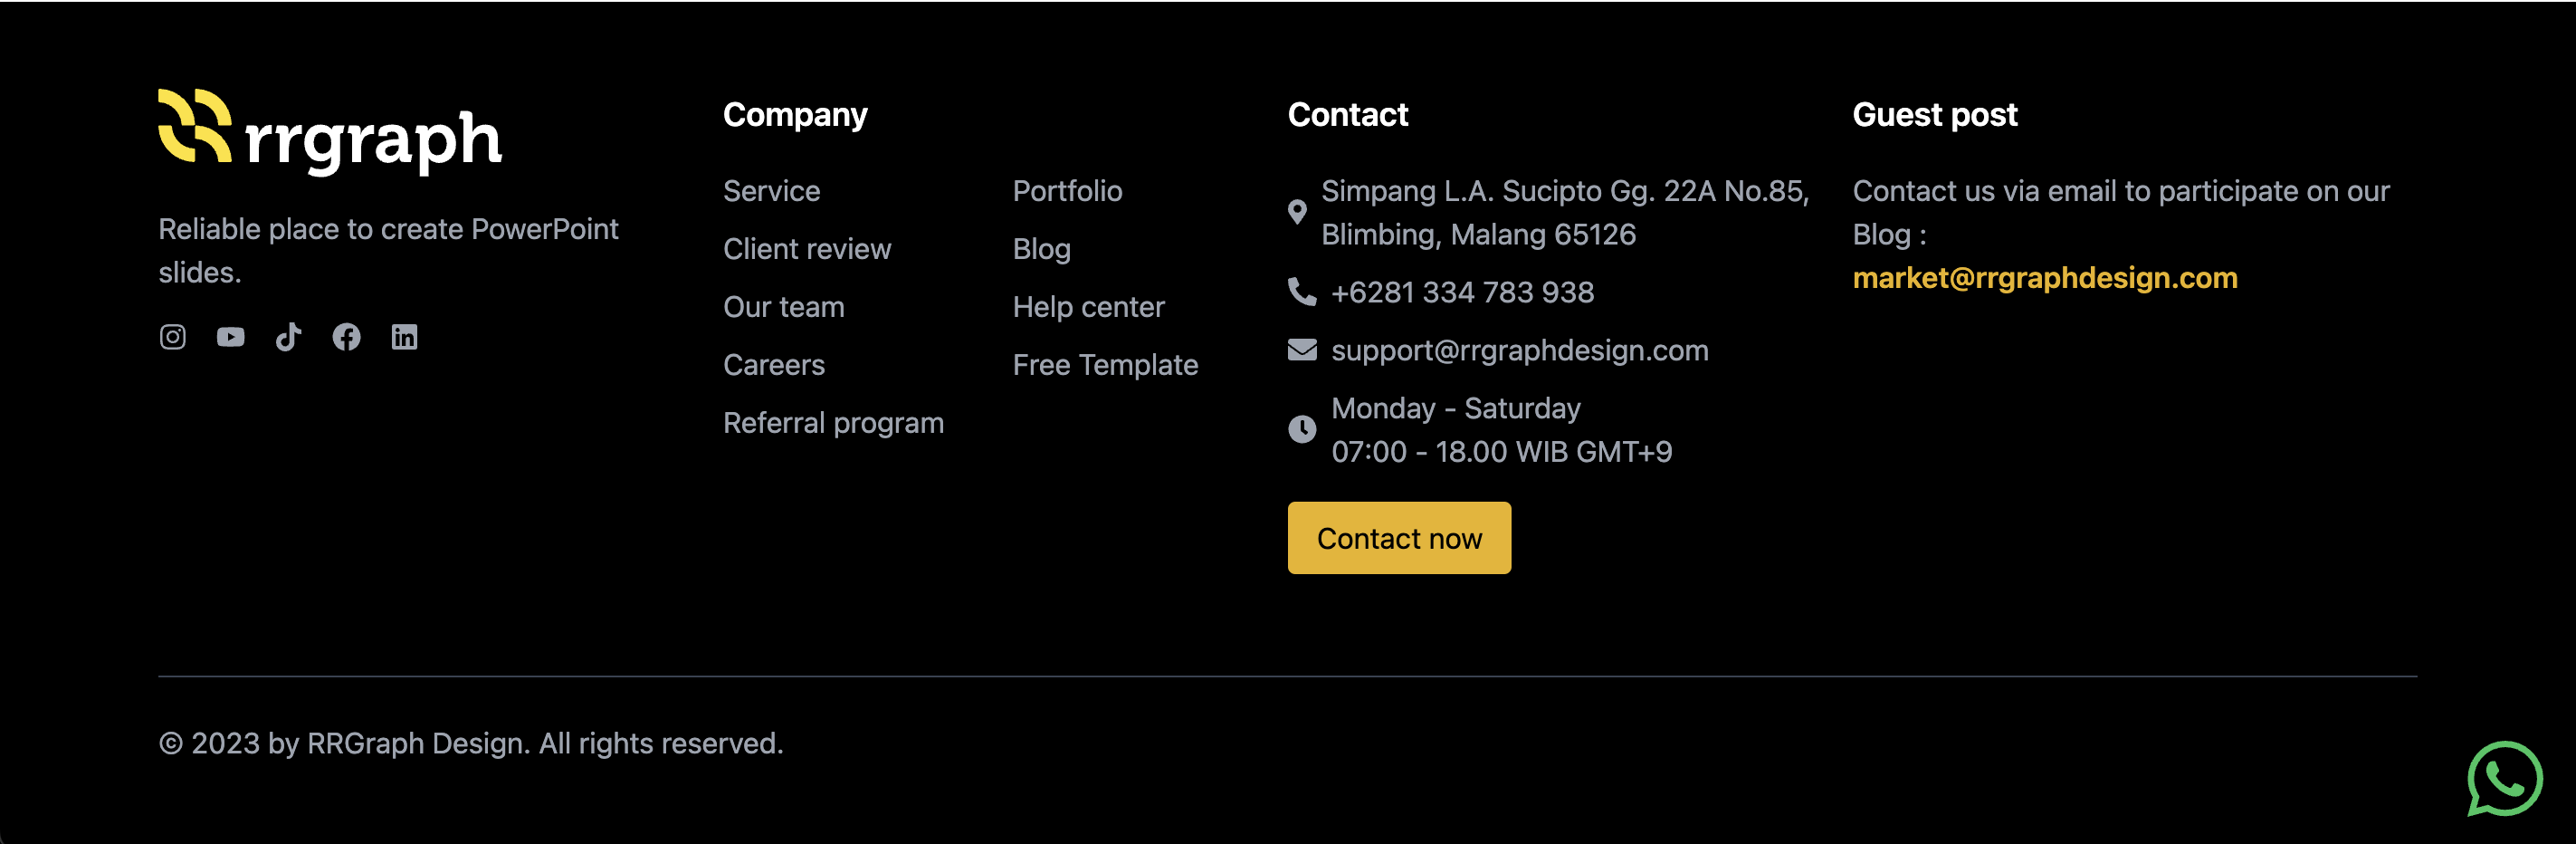 rrgraph
Reliable place to create PowerPoint
slides.
Company
Service
Client review
Our team
Careers
Referral program
Portfolio
Blog
Help center
Free Template
Contact
Simpang L.A. Sucipto Gg. 22A No.85,
Blimbing, Malang 65126
+6281 334 783 938
support@rrgraphdesign.com
Monday - Saturday
07:00 - 18.00 WIB GMT+9
Contact now
Guest post
Contact us via email to participate on our
Blog :
market@rrgraphdesign.com
© 2023 by RRGraph Design. All rights reserved.